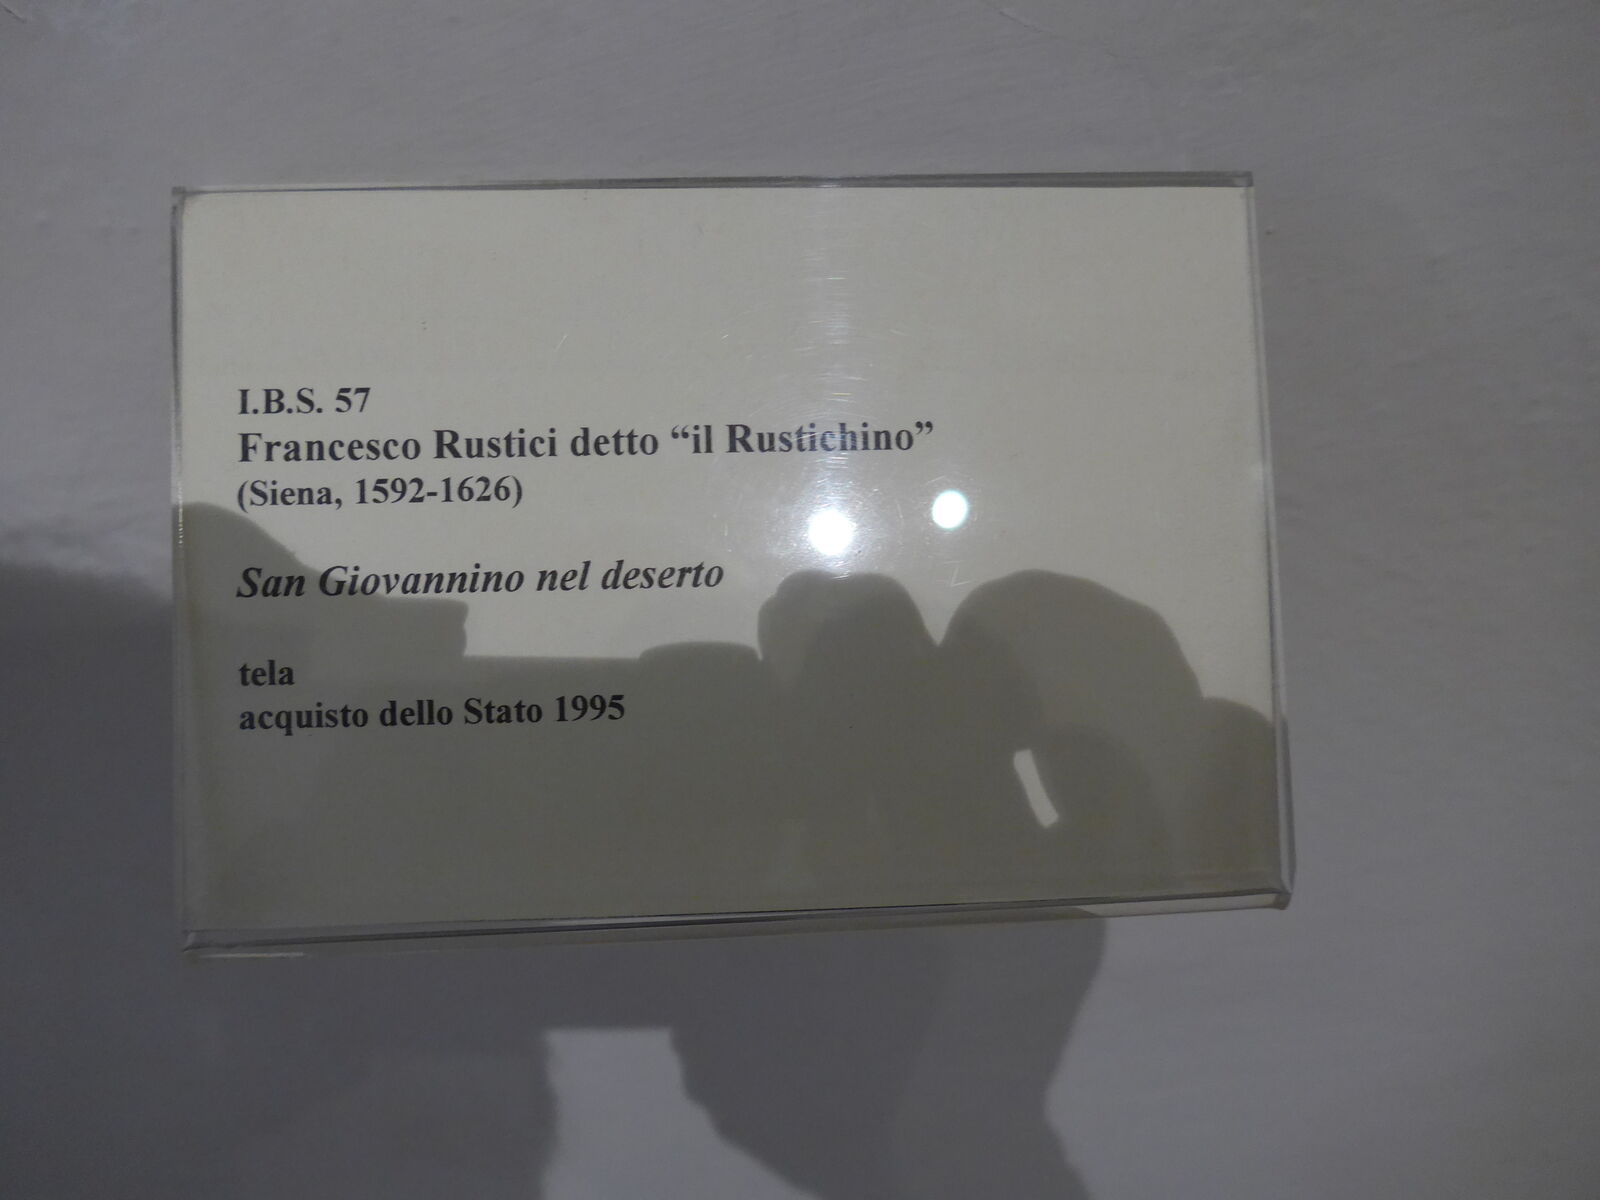 I.B.S. 57
Francesco Rustici detto “il Rustichino”
(Siena, 1592-1626)
San Giovannino nel deserto
tela
acquisto dello Stato 1995